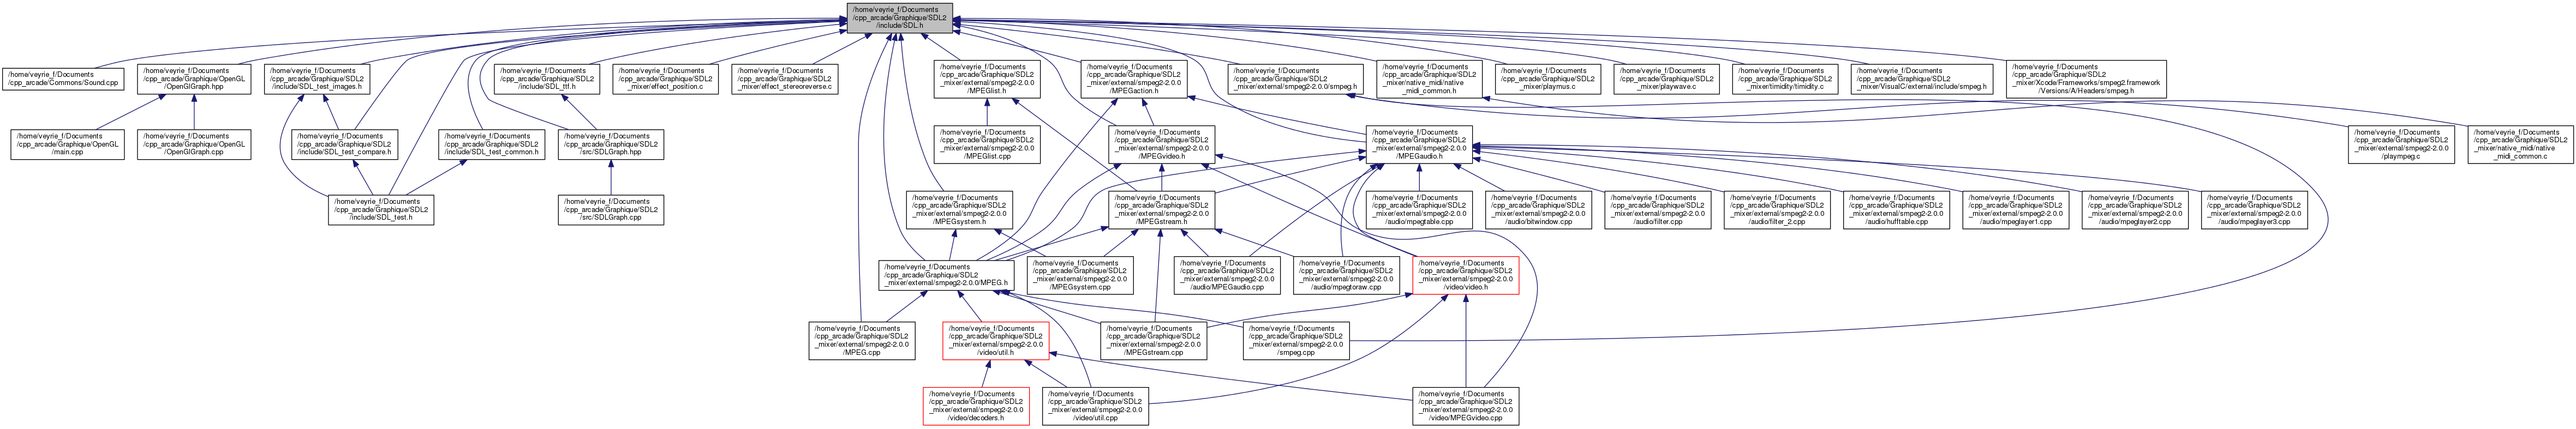 /home/veyrie_f/Documents
/cpp_arcade/Graphique/SDL2
/include/SDL.h
/home/veyrie_f/Documents
/cpp_arcade/Commons/Sound.cpp
/home/veyrie_f/Documents
/cpp_arcade/Graphique/OpenGL
/OpenGlGraph.hpp
/home/veyrie_f/Documents
/cpp_arcade/Graphique/SDL2
/include/SDL_test_images.h
/home/veyrie_f/Documents
/cpp_arcade/Graphique/SDL2
/include/SDL_ttf.h
/home/veyrie_f/Documents
/cpp_arcade/Graphique/SDL2
_mixer/effect_position.c
/home/veyrie_f/Documents
/cpp_arcade/Graphique/SDL2
_mixer/effect_stereoreverse.c
/home/veyrie_f/Documents
/cpp_arcade/Graphique/SDL2
_mixer/external/smpeg2-2.0.0
/MPEGlist.h
/home/veyrie_f/Documents
/cpp_arcade/Graphique/SDL2
_mixer/external/smpeg2-2.0.0
/MPEGaction.h
/home/veyrie_f/Documents
/cpp_arcade/Graphique/SDL2
_mixer/external/smpeg2-2.0.0/smpeg.h
/home/veyrie_f/Documents
/cpp_arcade/Graphique/SDL2
_mixer/native_midi/native
_midi_common.h
/home/veyrie_f/Documents
/cpp_arcade/Graphique/SDL2
_mixer/playmus.c
/home/veyrie_f/Documents
/cpp_arcade/Graphique/SDL2
_mixer/playwave.c
/home/veyrie_f/Documents
/cpp_arcade/Graphique/SDL2
_mixer/timidity/timidity.c
/home/veyrie_f/Documents
/cpp_arcade/Graphique/SDL2
_mixer/VisualC/external/include/smpeg.h
/home/veyrie_f/Documents
/cpp_arcade/Graphique/SDL2
_mixer/Xcode/Frameworks/smpeg2.framework
/Versions/A/Headers/smpeg.h
/home/veyrie_f/Documents
/cpp_arcade/Graphique/OpenGL
/main.cpp
/home/veyrie_f/Documents
/cpp_arcade/Graphique/OpenGL
/OpenGlGraph.cpp
/home/veyrie_f/Documents
/cpp_arcade/Graphique/SDL2
/include/SDL_test_compare.h
/home/veyrie_f/Documents
/cpp_arcade/Graphique/SDL2
/include/SDL_test_common.h
/home/veyrie_f/Documents
/cpp_arcade/Graphique/SDL2
/src/SDLGraph.hpp
/home/veyrie_f/Documents
/cpp_arcade/Graphique/SDL2
_mixer/external/smpeg2-2.0.0
/MPEGlist.cpp
/home/veyrie_f/Documents
/cpp_arcade/Graphique/SDL2
_mixer/external/smpeg2-2.0.0
/MPEGvideo.h
/home/veyrie_f/Documents
/cpp_arcade/Graphique/SDL2
_mixer/external/smpeg2-2.0.0
/MPEGaudio.h
/home/veyrie_f/Documents
/cpp_arcade/Graphique/SDL2
_mixer/external/smpeg2-2.0.0
/plaympeg.c
/home/veyrie_f/Documents
/cpp_arcade/Graphique/SDL2
_mixer/native_midi/native
_midi_common.c
/home/veyrie_f/Documents
/cpp_arcade/Graphique/SDL2
/include/SDL_test.h
/home/veyrie_f/Documents
/cpp_arcade/Graphique/SDL2
/src/SDLGraph.cpp
/home/veyrie_f/Documents
/cpp_arcade/Graphique/SDL2
_mixer/external/smpeg2-2.0.0
/MPEGsystem.h
/home/veyrie_f/Documents
/cpp_arcade/Graphique/SDL2
_mixer/external/smpeg2-2.0.0
/MPEGstream.h
/home/veyrie_f/Documents
/cpp_arcade/Graphique/SDL2
_mixer/external/smpeg2-2.0.0
/audio/mpegtable.cpp
/home/veyrie_f/Documents
/cpp_arcade/Graphique/SDL2
_mixer/external/smpeg2-2.0.0
/audio/bitwindow.cpp
/home/veyrie_f/Documents
/cpp_arcade/Graphique/SDL2
_mixer/external/smpeg2-2.0.0
/audio/filter.cpp
/home/veyrie_f/Documents
/cpp_arcade/Graphique/SDL2
_mixer/external/smpeg2-2.0.0
/audio/filter_2.cpp
/home/veyrie_f/Documents
/cpp_arcade/Graphique/SDL2
_mixer/external/smpeg2-2.0.0
/audio/hufftable.cpp
/home/veyrie_f/Documents
/cpp_arcade/Graphique/SDL2
_mixer/external/smpeg2-2.0.0
/audio/mpeglayer1.cpp
/home/veyrie_f/Documents
/cpp_arcade/Graphique/SDL2
_mixer/external/smpeg2-2.0.0
/audio/mpeglayer2.cpp
/home/veyrie_f/Documents
/cpp_arcade/Graphique/SDL2
_mixer/external/smpeg2-2.0.0
/audio/mpeglayer3.cpp
/home/veyrie_f/Documents
/cpp_arcade/Graphique/SDL2
_mixer/external/smpeg2-2.0.0/MPEG.h
/home/veyrie_f/Documents
/cpp_arcade/Graphique/SDL2
_mixer/external/smpeg2-2.0.0
/MPEGsystem.cpp
/home/veyrie_f/Documents
/cpp_arcade/Graphique/SDL2
_mixer/external/smpeg2-2.0.0
/audio/MPEGaudio.cpp
/home/veyrie_f/Documents
/cpp_arcade/Graphique/SDL2
_mixer/external/smpeg2-2.0.0
/audio/mpegtoraw.cpp
/home/veyrie_f/Documents
/cpp_arcade/Graphique/SDL2
_mixer/external/smpeg2-2.0.0
/video/video.h
/home/veyrie_f/Documents
/cpp_arcade/Graphique/SDL2
_mixer/external/smpeg2-2.0.0
/MPEG.cpp
/home/veyrie_f/Documents
/cpp_arcade/Graphique/SDL2
_mixer/external/smpeg2-2.0.0
/video/util.h
/home/veyrie_f/Documents
/cpp_arcade/Graphique/SDL2
_mixer/external/smpeg2-2.0.0
/MPEGstream.cpp
/home/veyrie_f/Documents
/cpp_arcade/Graphique/SDL2
_mixer/external/smpeg2-2.0.0
/smpeg.cpp
/home/veyrie_f/Documents
/cpp_arcade/Graphique/SDL2
_mixer/external/smpeg2-2.0.0
/video/decoders.h
/home/veyrie_f/Documents
/cpp_arcade/Graphique/SDL2
_mixer/external/smpeg2-2.0.0
/video/util.cpp
/home/veyrie_f/Documents
/cpp_arcade/Graphique/SDL2
_mixer/external/smpeg2-2.0.0
/video/MPEGvideo.cpp